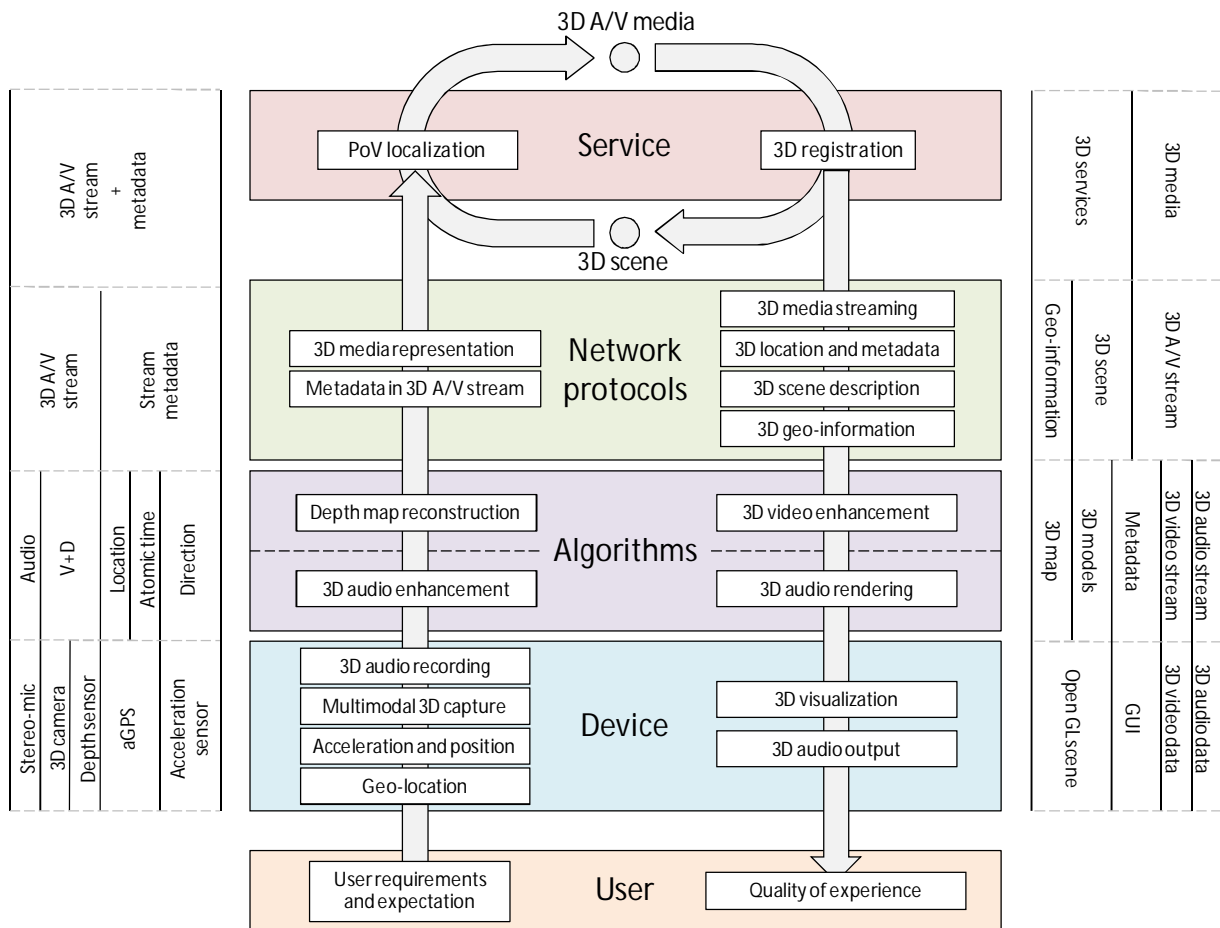 3D A/V media
Service
PoV localization
3D registration
3D scene
Network
protocols
3D media representation
Metadata in 3D A/V stream
3D media streaming
3D location and metadata
3D scene description
3D geo-information
Algorithms
Depth map reconstruction
3D audio enhancement
3D video enhancement
3D audio rendering
Device
3D audio recording
Multimodal 3D capture
Acceleration and position
Geo-location
3D visualization
3D audio output
User
User requirements
and expectation
Quality of experience
3D A/V
stream
+
metadata
3D A/V
stream
Stream
metadata
Audio
V+D
Location
Atomic time
Direction
Stereo-mic
3D camera
Depth sensor
aGPS
Acceleration
sensor
3D services
3D media
Geo-information
3D scene
3D A/V stream
3D map
3D models
Metadata
3D video stream
3D audio stream
Open GL scene
GUI
3D video data
3D audio data